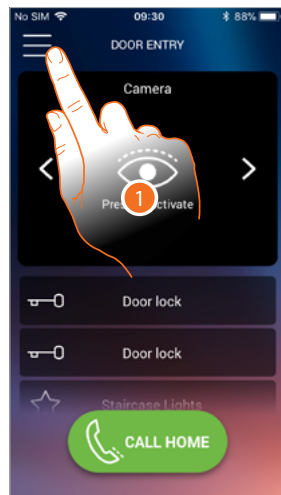 No SIM 09:30 88%
DOOR ENTRY
Camera
1
Door lock
Door lock
Staircase Lights
CALL HOME